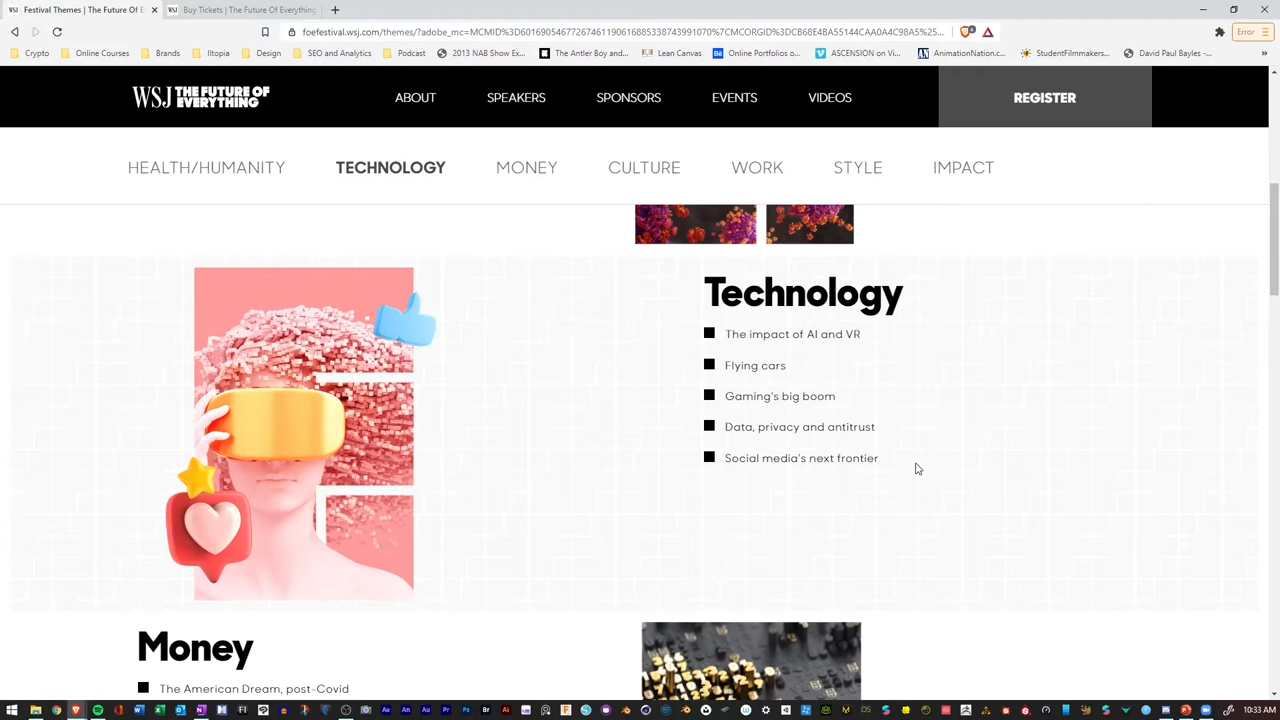 Festival Themes | The Future Of E
Buy Tickets | The Future Of Everything
foefestival.wsj.com/themes/?adobe_mc=MCMID%3D60169054677267461190616885338743991070%7CMCORGID%3DCB68E4BA55144CAA0A4C98A5%25...
Error
Crypto
Online Courses
Brands
Iltopia
Design
SEO and Analytics
Podcast
2013 NAB Show Ex...
The Antler Boy and...
Lean Canvas
Online Portfolios o...
ASCENSION on Vi...
AnimationNation.c...
StudentFilmmakers...
David Paul Bayles -...
WSJ THE FUTURE OF
EVERYTHING
ABOUT
SPEAKERS
SPONSORS
EVENTS
VIDEOS
REGISTER
HEALTH/HUMANITY
TECHNOLOGY
MONEY
CULTURE
WORK
STYLE
IMPACT
Technology
The impact of AI and VR
Flying cars
Gaming's big boom
Data, privacy and antitrust
Social media's next frontier
Money
The American Dream, post-Covid
10:33 AM